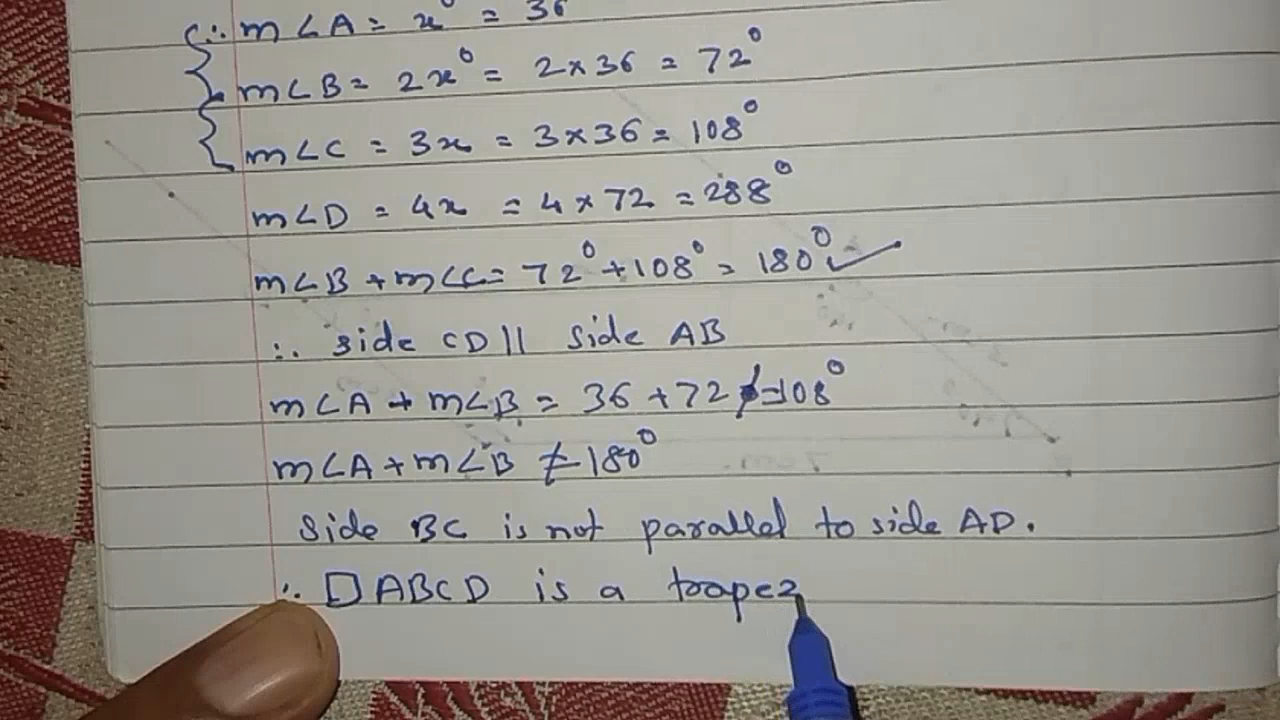 ∴ m∠A = x° = 36
m∠B = 2x° = 2×36 = 72°
m∠C = 3x = 3×36 = 108°
m∠D = 4x = 4×72 = 288°
m∠B + m∠C = 72° + 108° = 180° ✓
∴ side CD || side AB
m∠A + m∠B = 36 + 72 = 108°
m∠A + m∠B ≠ 180°
Side BC is not parallel to side AD.
∴ □ ABCD is a trapez